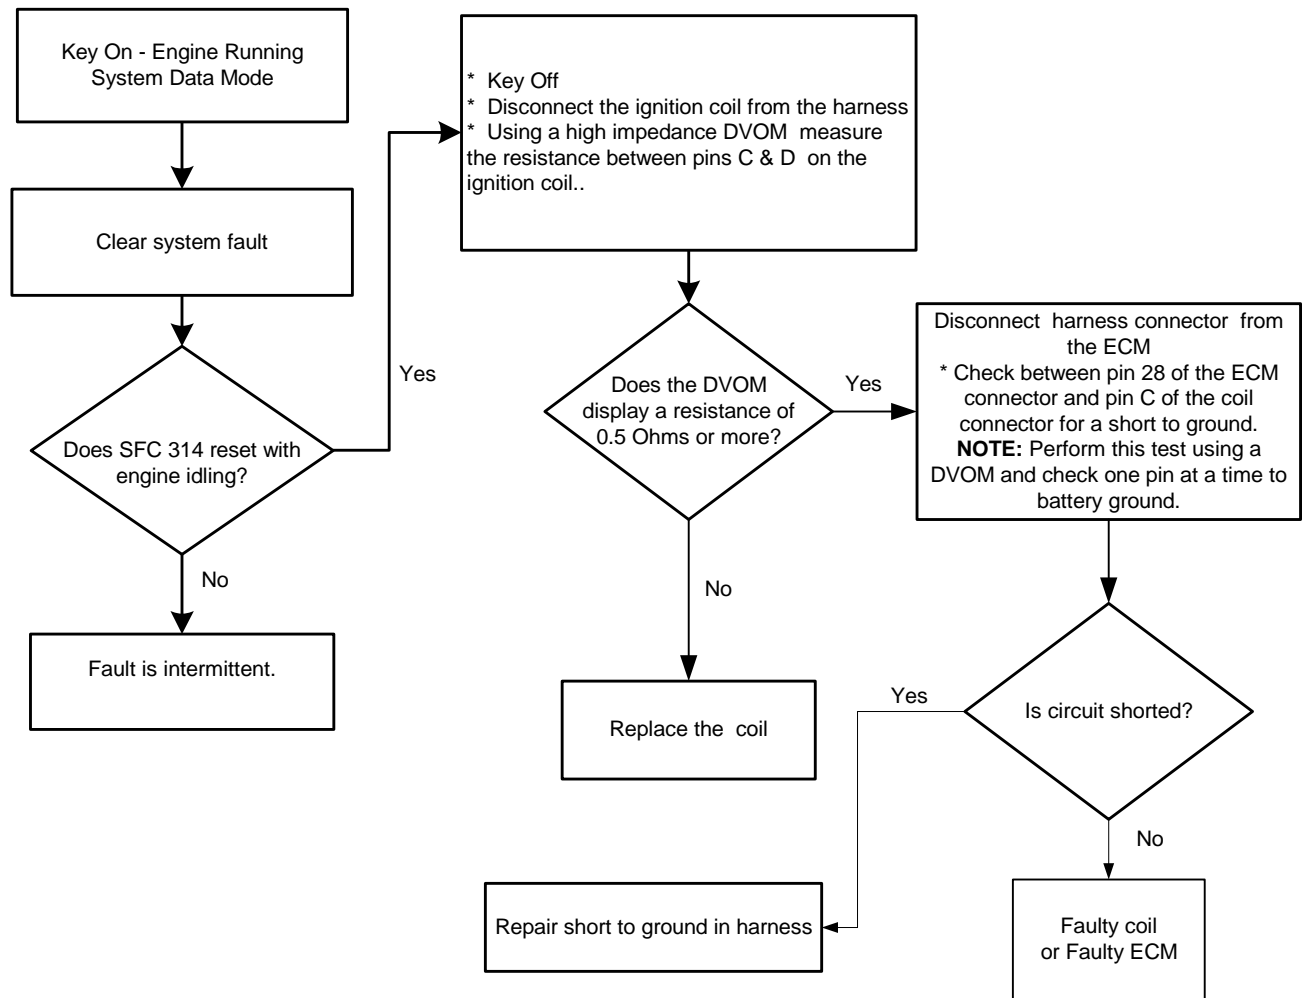 Key On - Engine Running
System Data Mode
Clear system fault
Does SFC 314 reset with
engine idling?
Yes
No
Fault is intermittent.
* Key Off
* Disconnect the ignition coil from the harness
* Using a high impedance DVOM measure
the resistance between pins C & D on the
ignition coil..
Does the DVOM
display a resistance of
0.5 Ohms or more?
Yes
No
Replace the coil
Disconnect harness connector from
the ECM
* Check between pin 28 of the ECM
connector and pin C of the coil
connector for a short to ground.
NOTE: Perform this test using a
DVOM and check one pin at a time to
battery ground.
Is circuit shorted?
Yes
No
Repair short to ground in harness
Faulty coil
or Faulty ECM